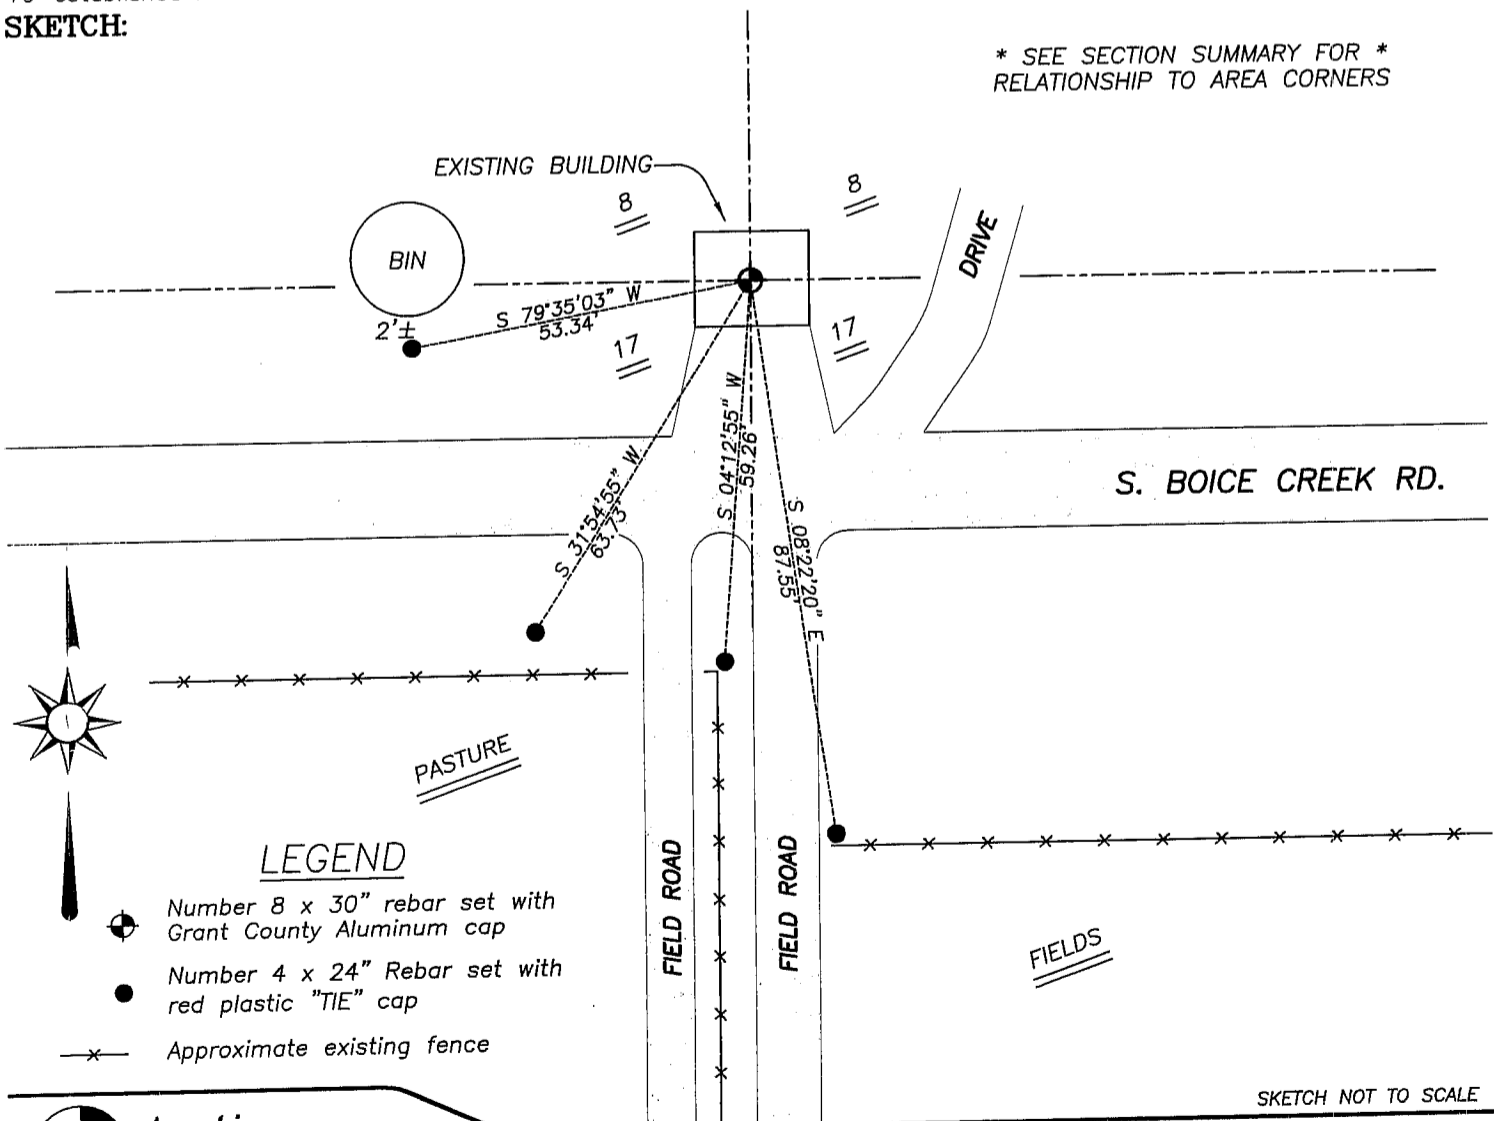 SKETCH:
* SEE SECTION SUMMARY FOR *
RELATIONSHIP TO AREA CORNERS
EXISTING BUILDING
8
8
BIN
DRIVE
S 79°35'03" W
53.34'
2'±
17
17
S 04°12'55" W
59.26'
S 31°54'55" W
63.73'
S 08°22'20" E
87.55'
S. BOICE CREEK RD.
PASTURE
FIELD ROAD
FIELD ROAD
FIELDS
LEGEND
Number 8 x 30" rebar set with
Grant County Aluminum cap
Number 4 x 24" Rebar set with
red plastic "TIE" cap
Approximate existing fence
SKETCH NOT TO SCALE